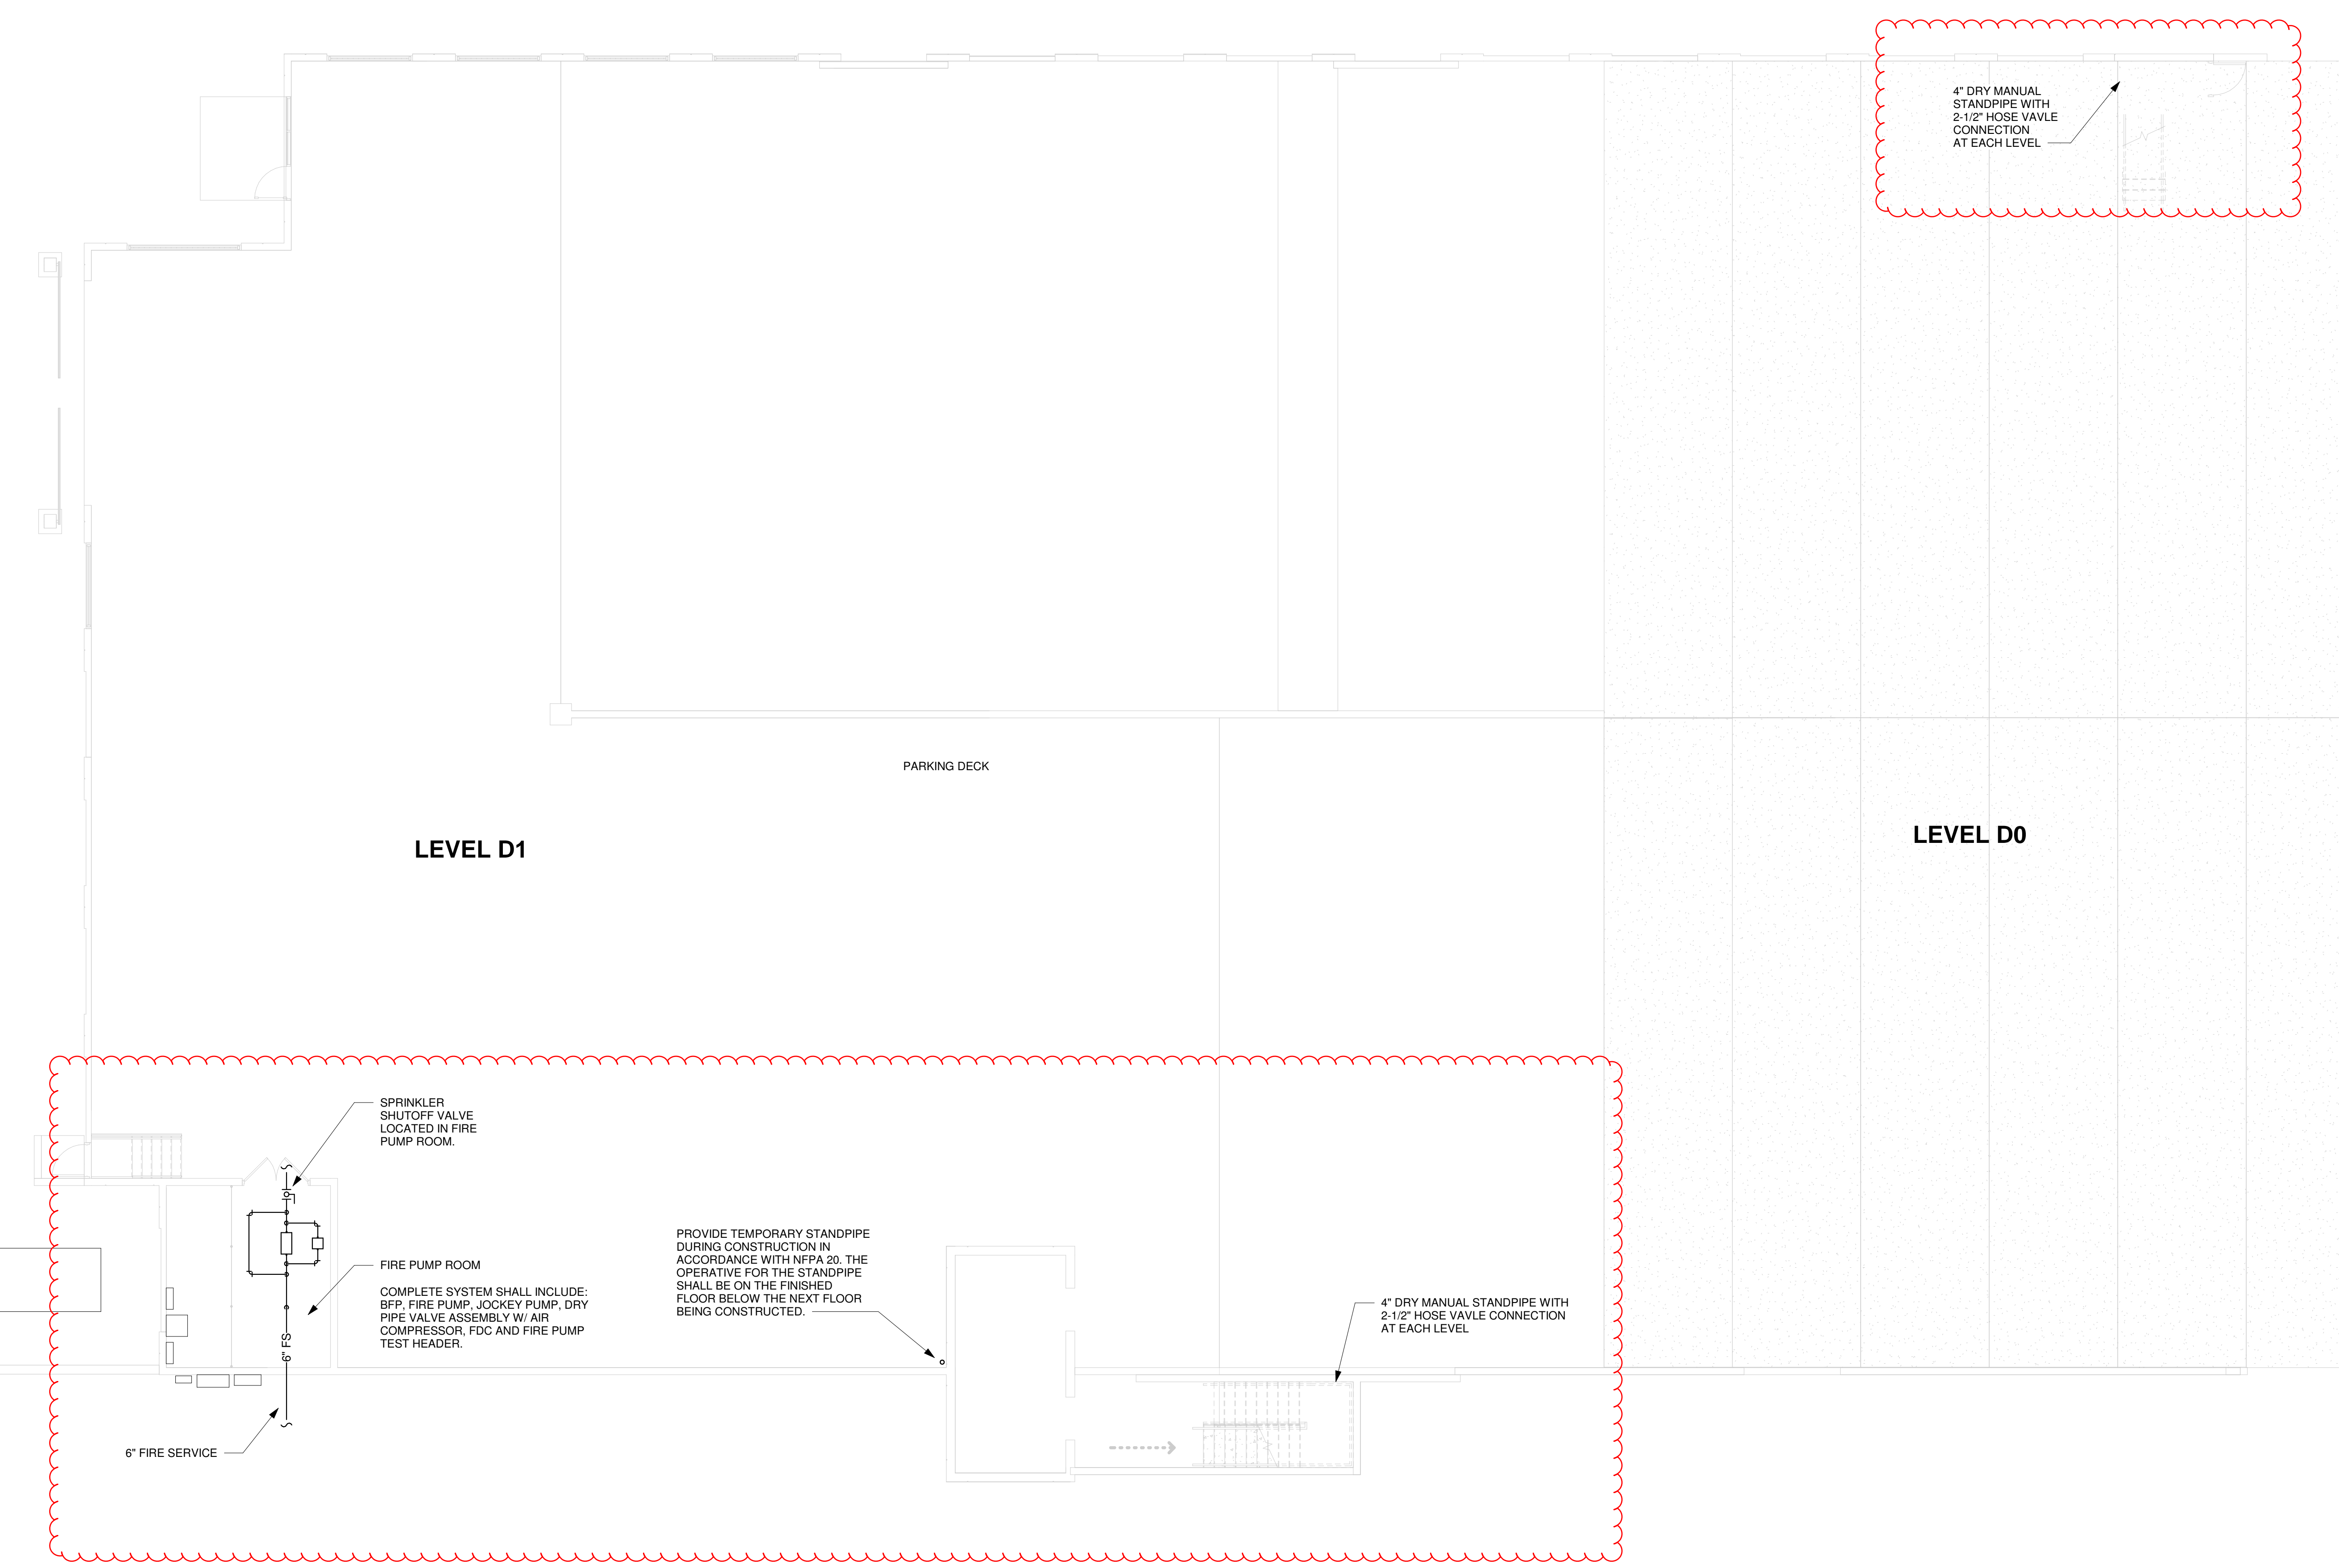 4" DRY MANUAL
STANDPIPE WITH
2-1/2" HOSE VAVLE
CONNECTION
AT EACH LEVEL
PARKING DECK
LEVEL D1
LEVEL D0
SPRINKLER
SHUTOFF VALVE
LOCATED IN FIRE
PUMP ROOM.
FIRE PUMP ROOM
COMPLETE SYSTEM SHALL INCLUDE:
BFP, FIRE PUMP, JOCKEY PUMP, DRY
PIPE VALVE ASSEMBLY W/ AIR
COMPRESSOR, FDC AND FIRE PUMP
TEST HEADER.
6" FS
6" FIRE SERVICE
PROVIDE TEMPORARY STANDPIPE
DURING CONSTRUCTION IN
ACCORDANCE WITH NFPA 20. THE
OPERATIVE FOR THE STANDPIPE
SHALL BE ON THE FINISHED
FLOOR BELOW THE NEXT FLOOR
BEING CONSTRUCTED.
4" DRY MANUAL STANDPIPE WITH
2-1/2" HOSE VAVLE CONNECTION
AT EACH LEVEL